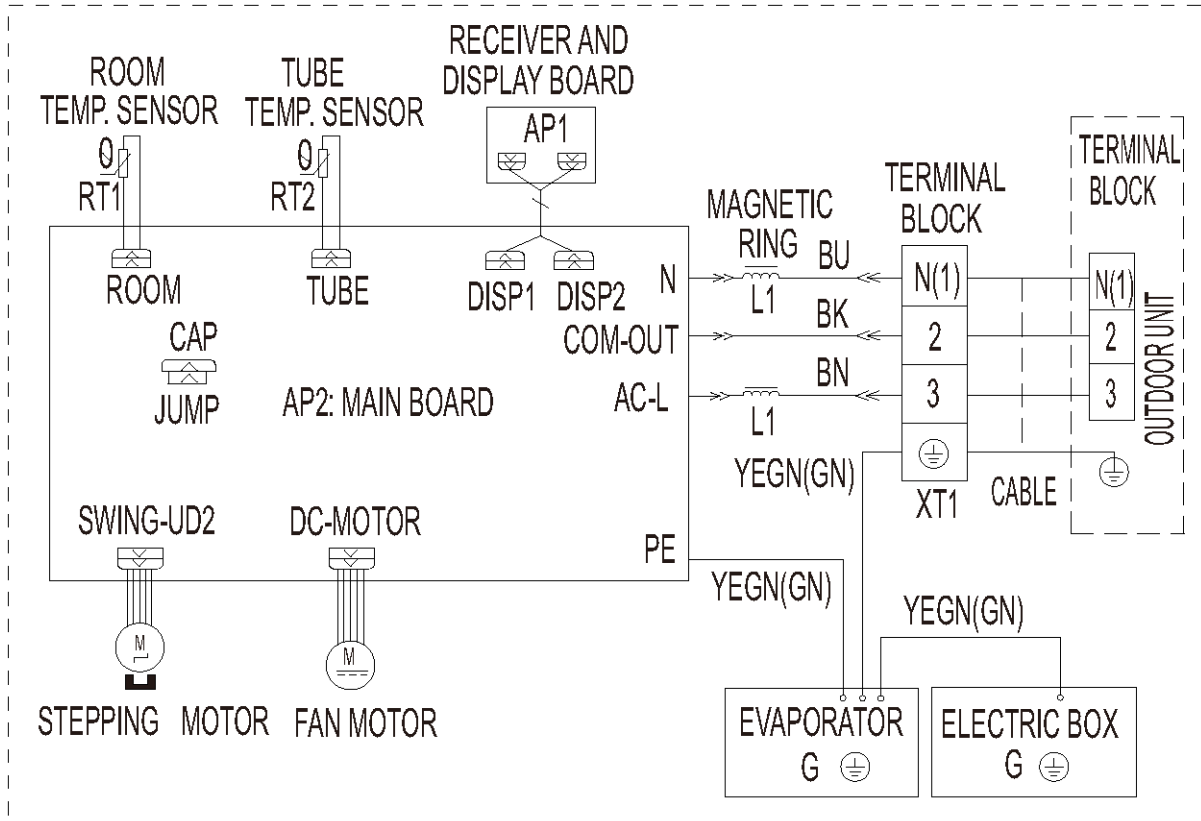 ROOM
TEMP. SENSOR
RT1
TUBE
TEMP. SENSOR
RT2
RECEIVER AND
DISPLAY BOARD
AP1
ROOM
TUBE
DISP1
DISP2
CAP
JUMP
AP2: MAIN BOARD
N
COM-OUT
AC-L
PE
SWING-UD2
DC-MOTOR
M
M
STEPPING MOTOR
FAN MOTOR
MAGNETIC
RING
L1
BU
BK
BN
L1
YEGN(GN)
TERMINAL
BLOCK
N(1)
2
3
XT1
CABLE
TERMINAL
BLOCK
N(1)
2
3
OUTDOOR UNIT
YEGN(GN)
YEGN(GN)
EVAPORATOR
G
ELECTRIC BOX
G